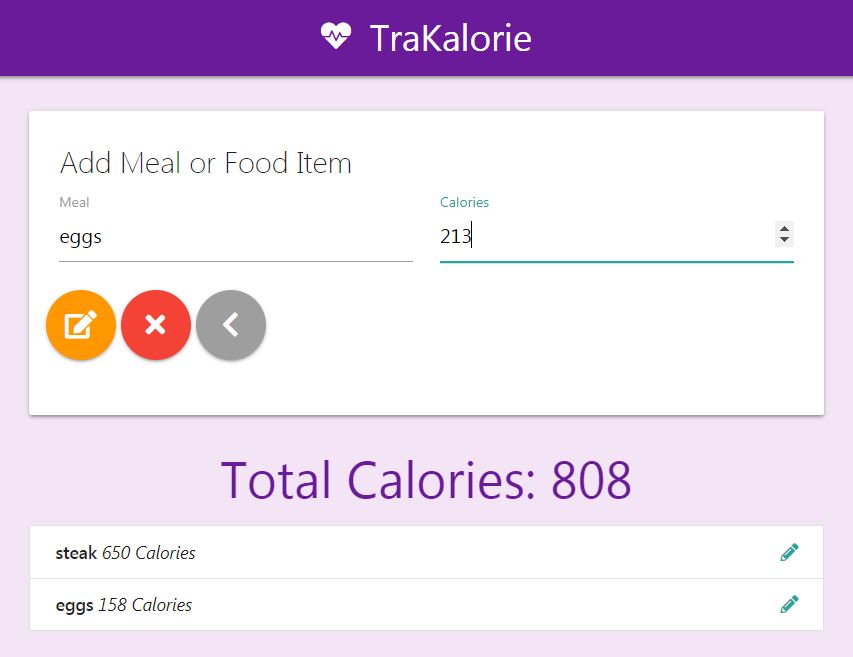 TraKalorie
Add Meal or Food Item
Meal Calories
eggs 213
Total Calories: 808
steak 650 Calories
eggs 158 Calories